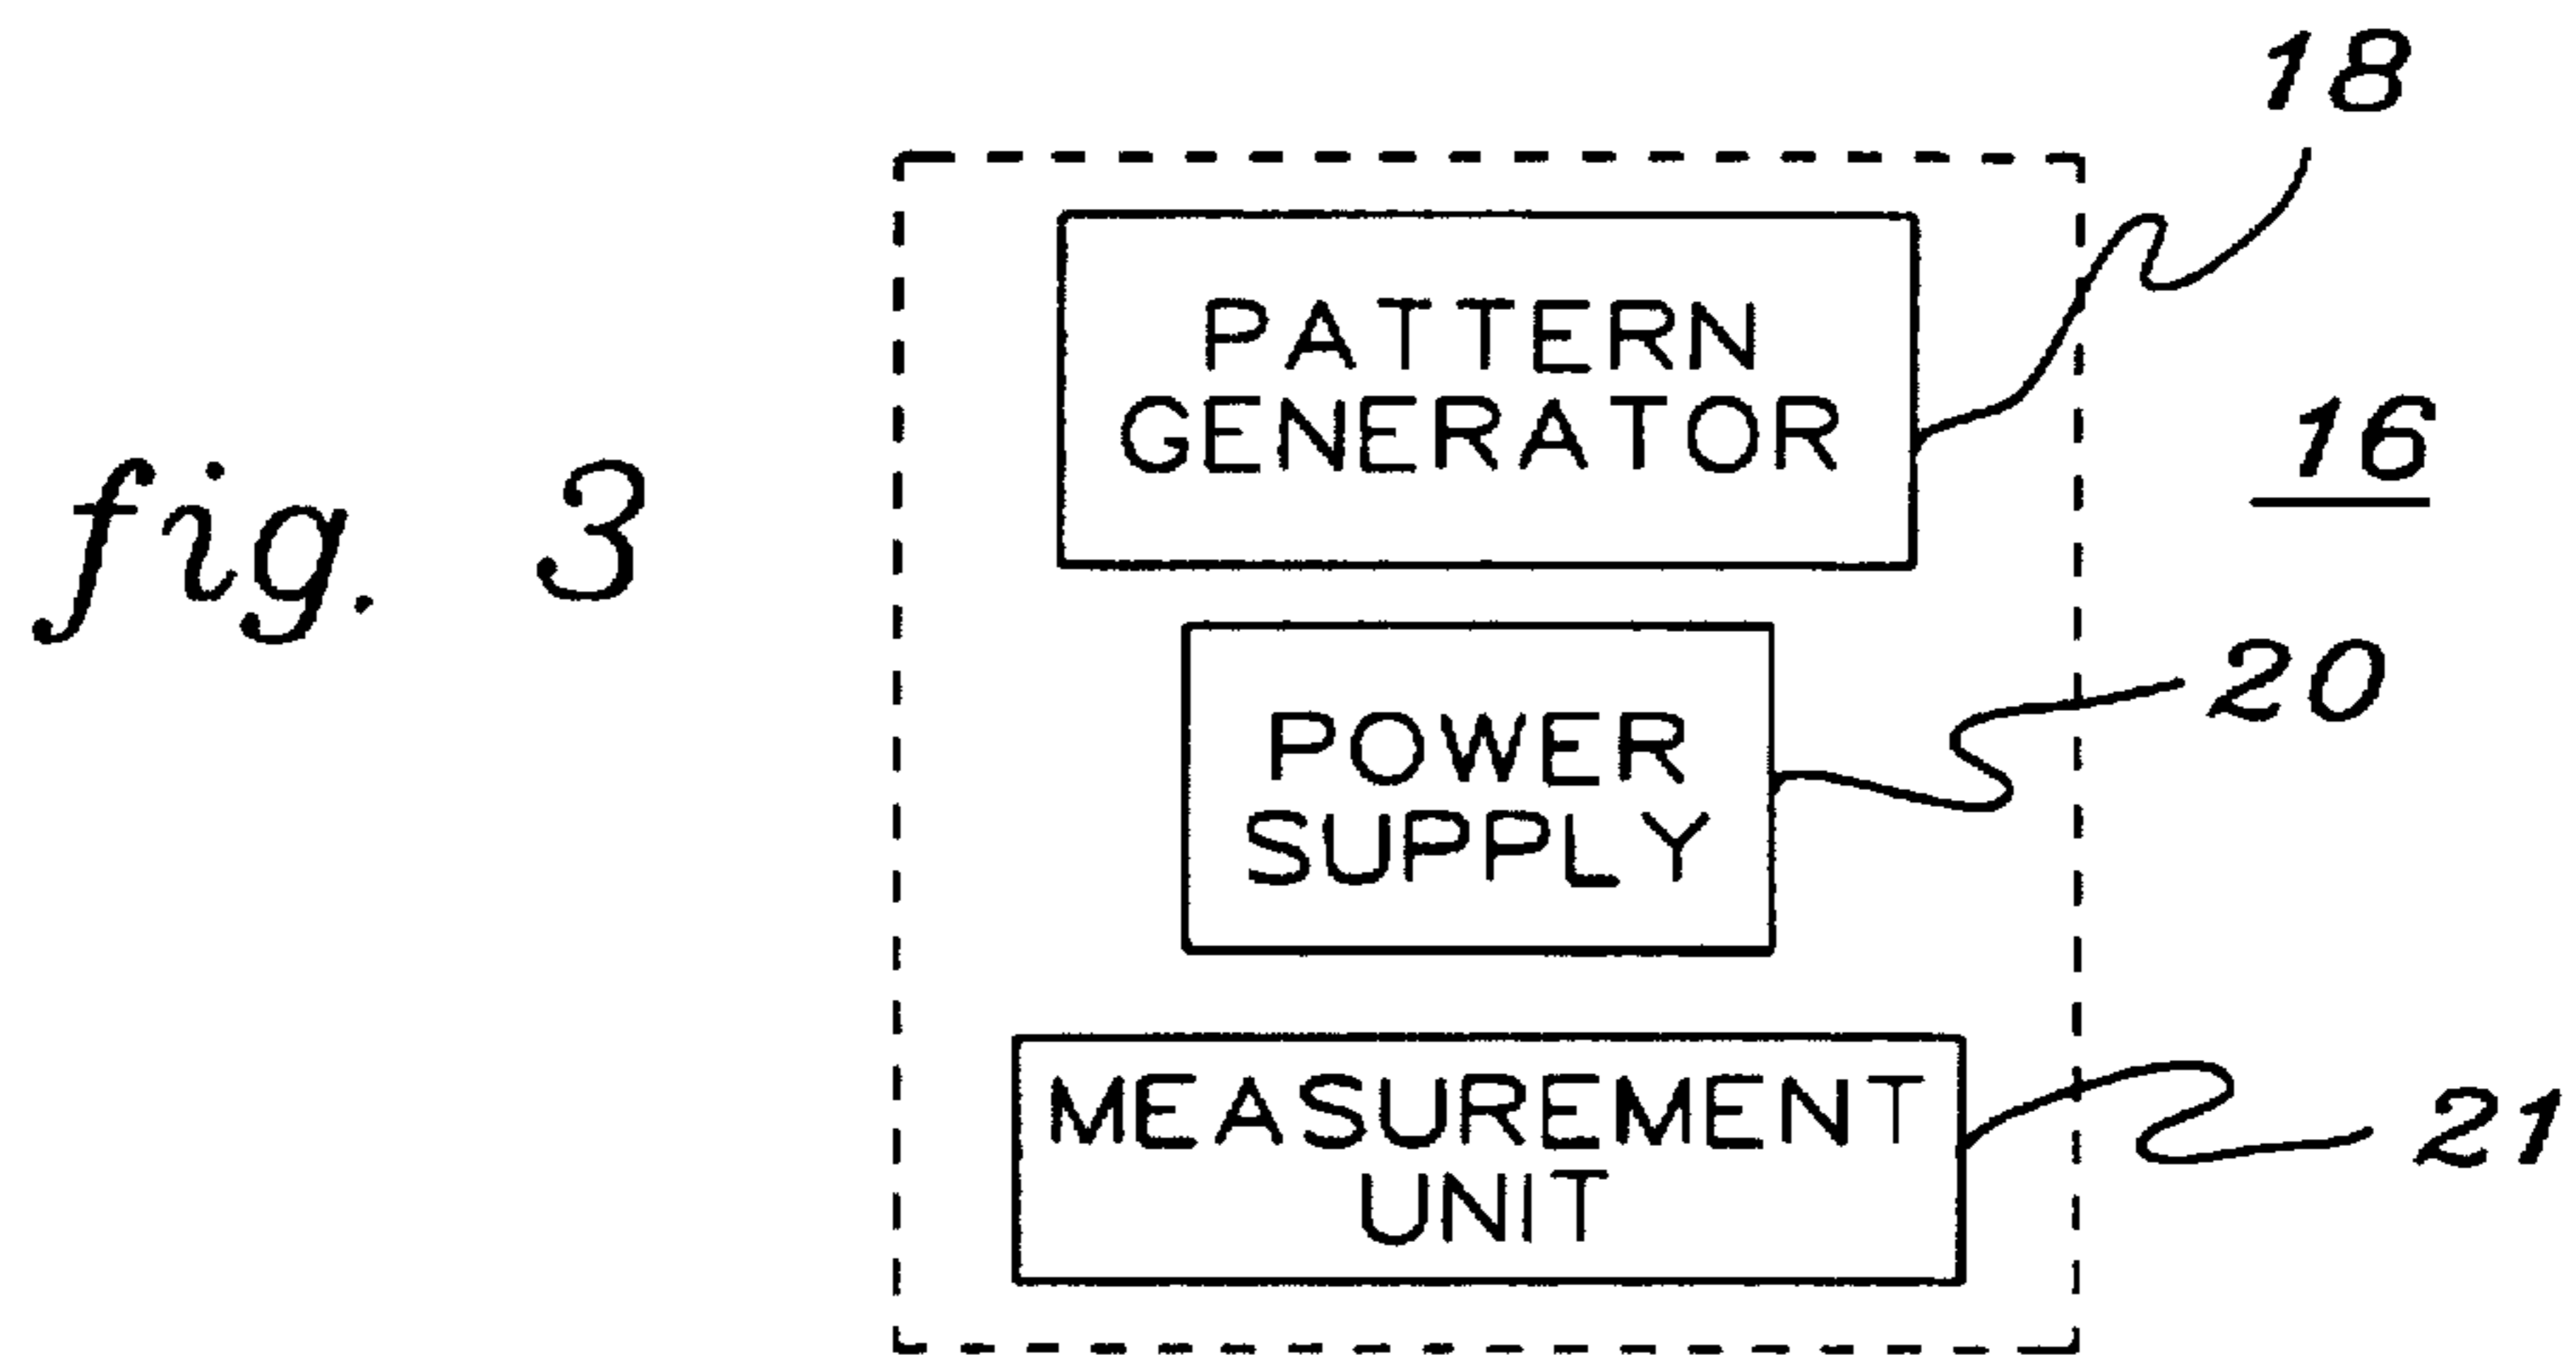 18
PATTERN
GENERATOR
16
fig. 3
20
POWER
SUPPLY
21
MEASUREMENT
UNIT